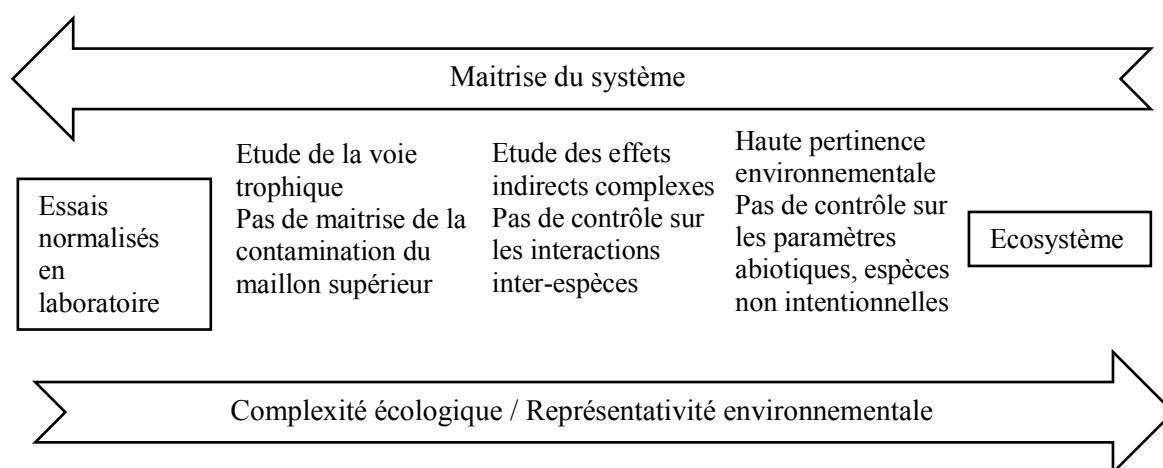 Maitrise du système
Essais
normalisés
en
laboratoire
Etude de la voie
trophique
Pas de maitrise de la
contamination du
maillon supérieur
Etude des effets
indirects complexes
Pas de contrôle sur
les interactions
inter-espèces
Haute pertinence
environnementale
Pas de contrôle sur
les paramètres
abiotiques, espèces
non intentionnelles
Ecosystème
Complexité écologique / Représentativité environnementale